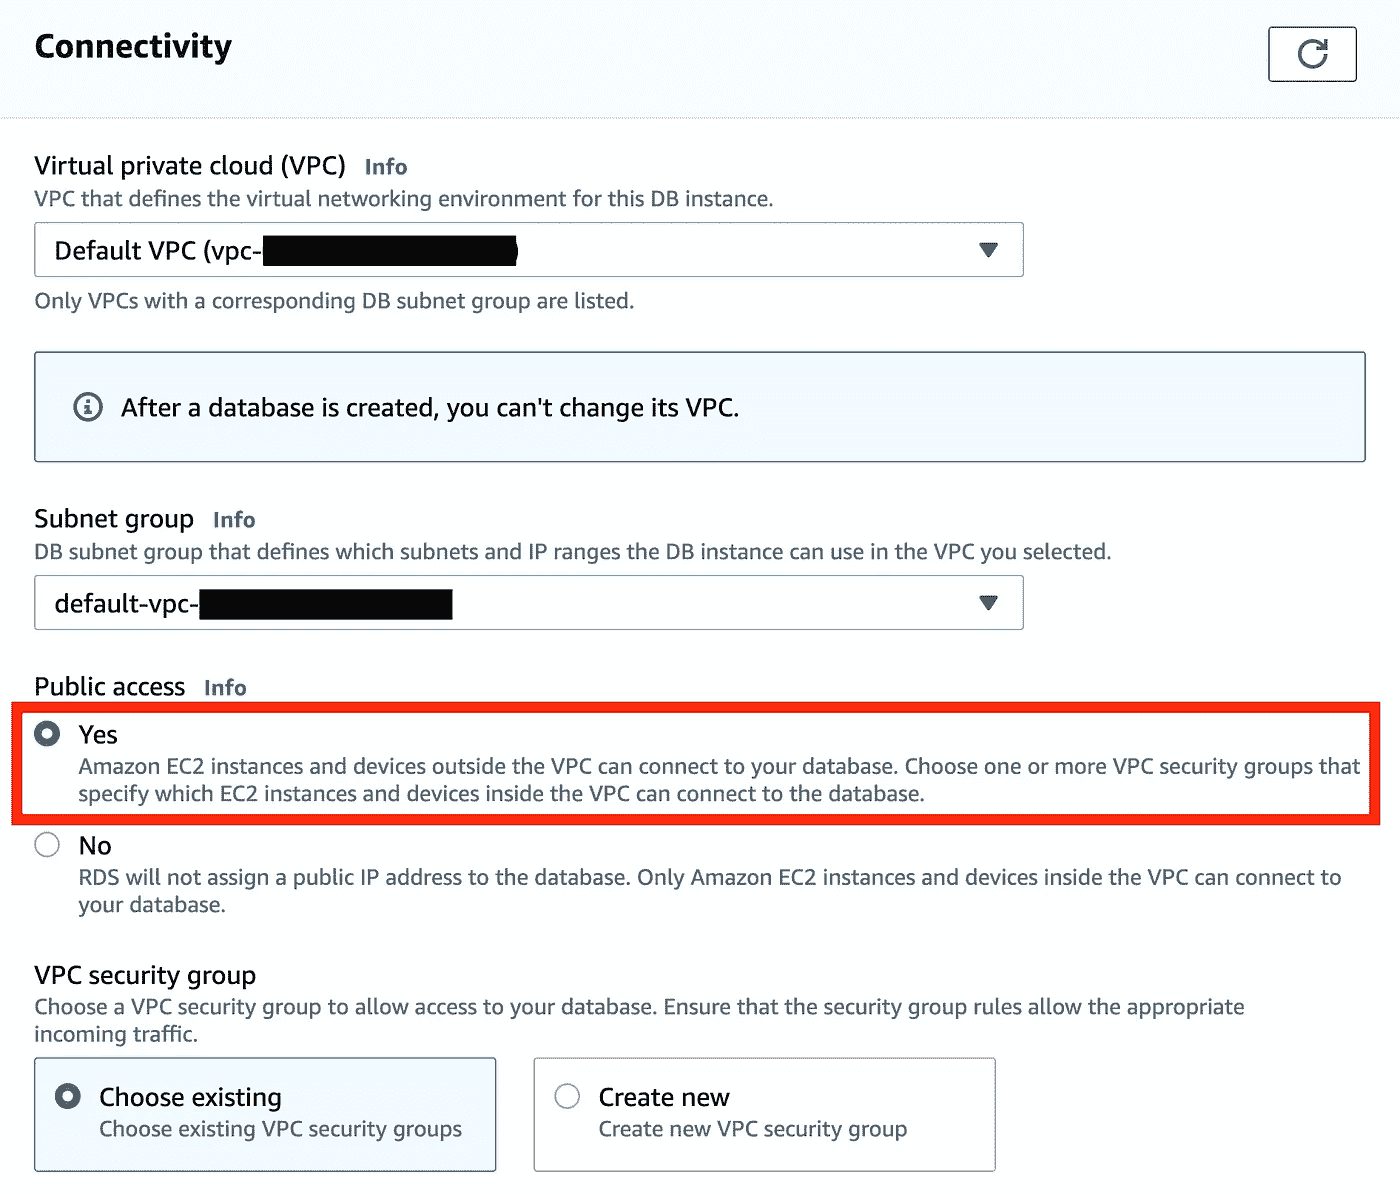 Connectivity
Virtual private cloud (VPC) Info
VPC that defines the virtual networking environment for this DB instance.
Default VPC (vpc-
Only VPCs with a corresponding DB subnet group are listed.
After a database is created, you can't change its VPC.
Subnet group Info
DB subnet group that defines which subnets and IP ranges the DB instance can use in the VPC you selected.
default-vpc-
Public access Info
Yes
Amazon EC2 instances and devices outside the VPC can connect to your database. Choose one or more VPC security groups that
specify which EC2 instances and devices inside the VPC can connect to the database.
No
RDS will not assign a public IP address to the database. Only Amazon EC2 instances and devices inside the VPC can connect to
your database.
VPC security group
Choose a VPC security group to allow access to your database. Ensure that the security group rules allow the appropriate
incoming traffic.
Choose existing
Choose existing VPC security groups
Create new
Create new VPC security group